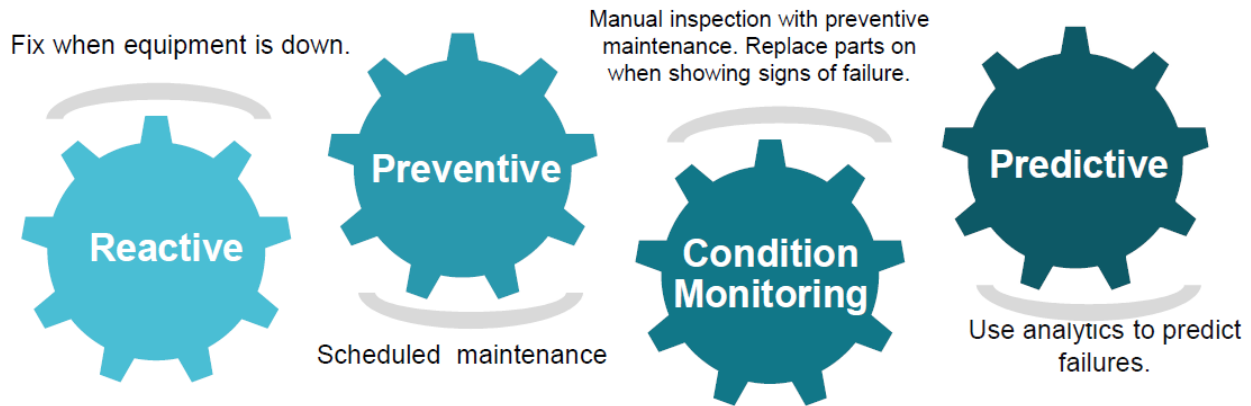 Fix when equipment is down.
Reactive
Preventive
Scheduled maintenance
Manual inspection with preventive
maintenance. Replace parts on
when showing signs of failure.
Condition
Monitoring
Predictive
Use analytics to predict
failures.